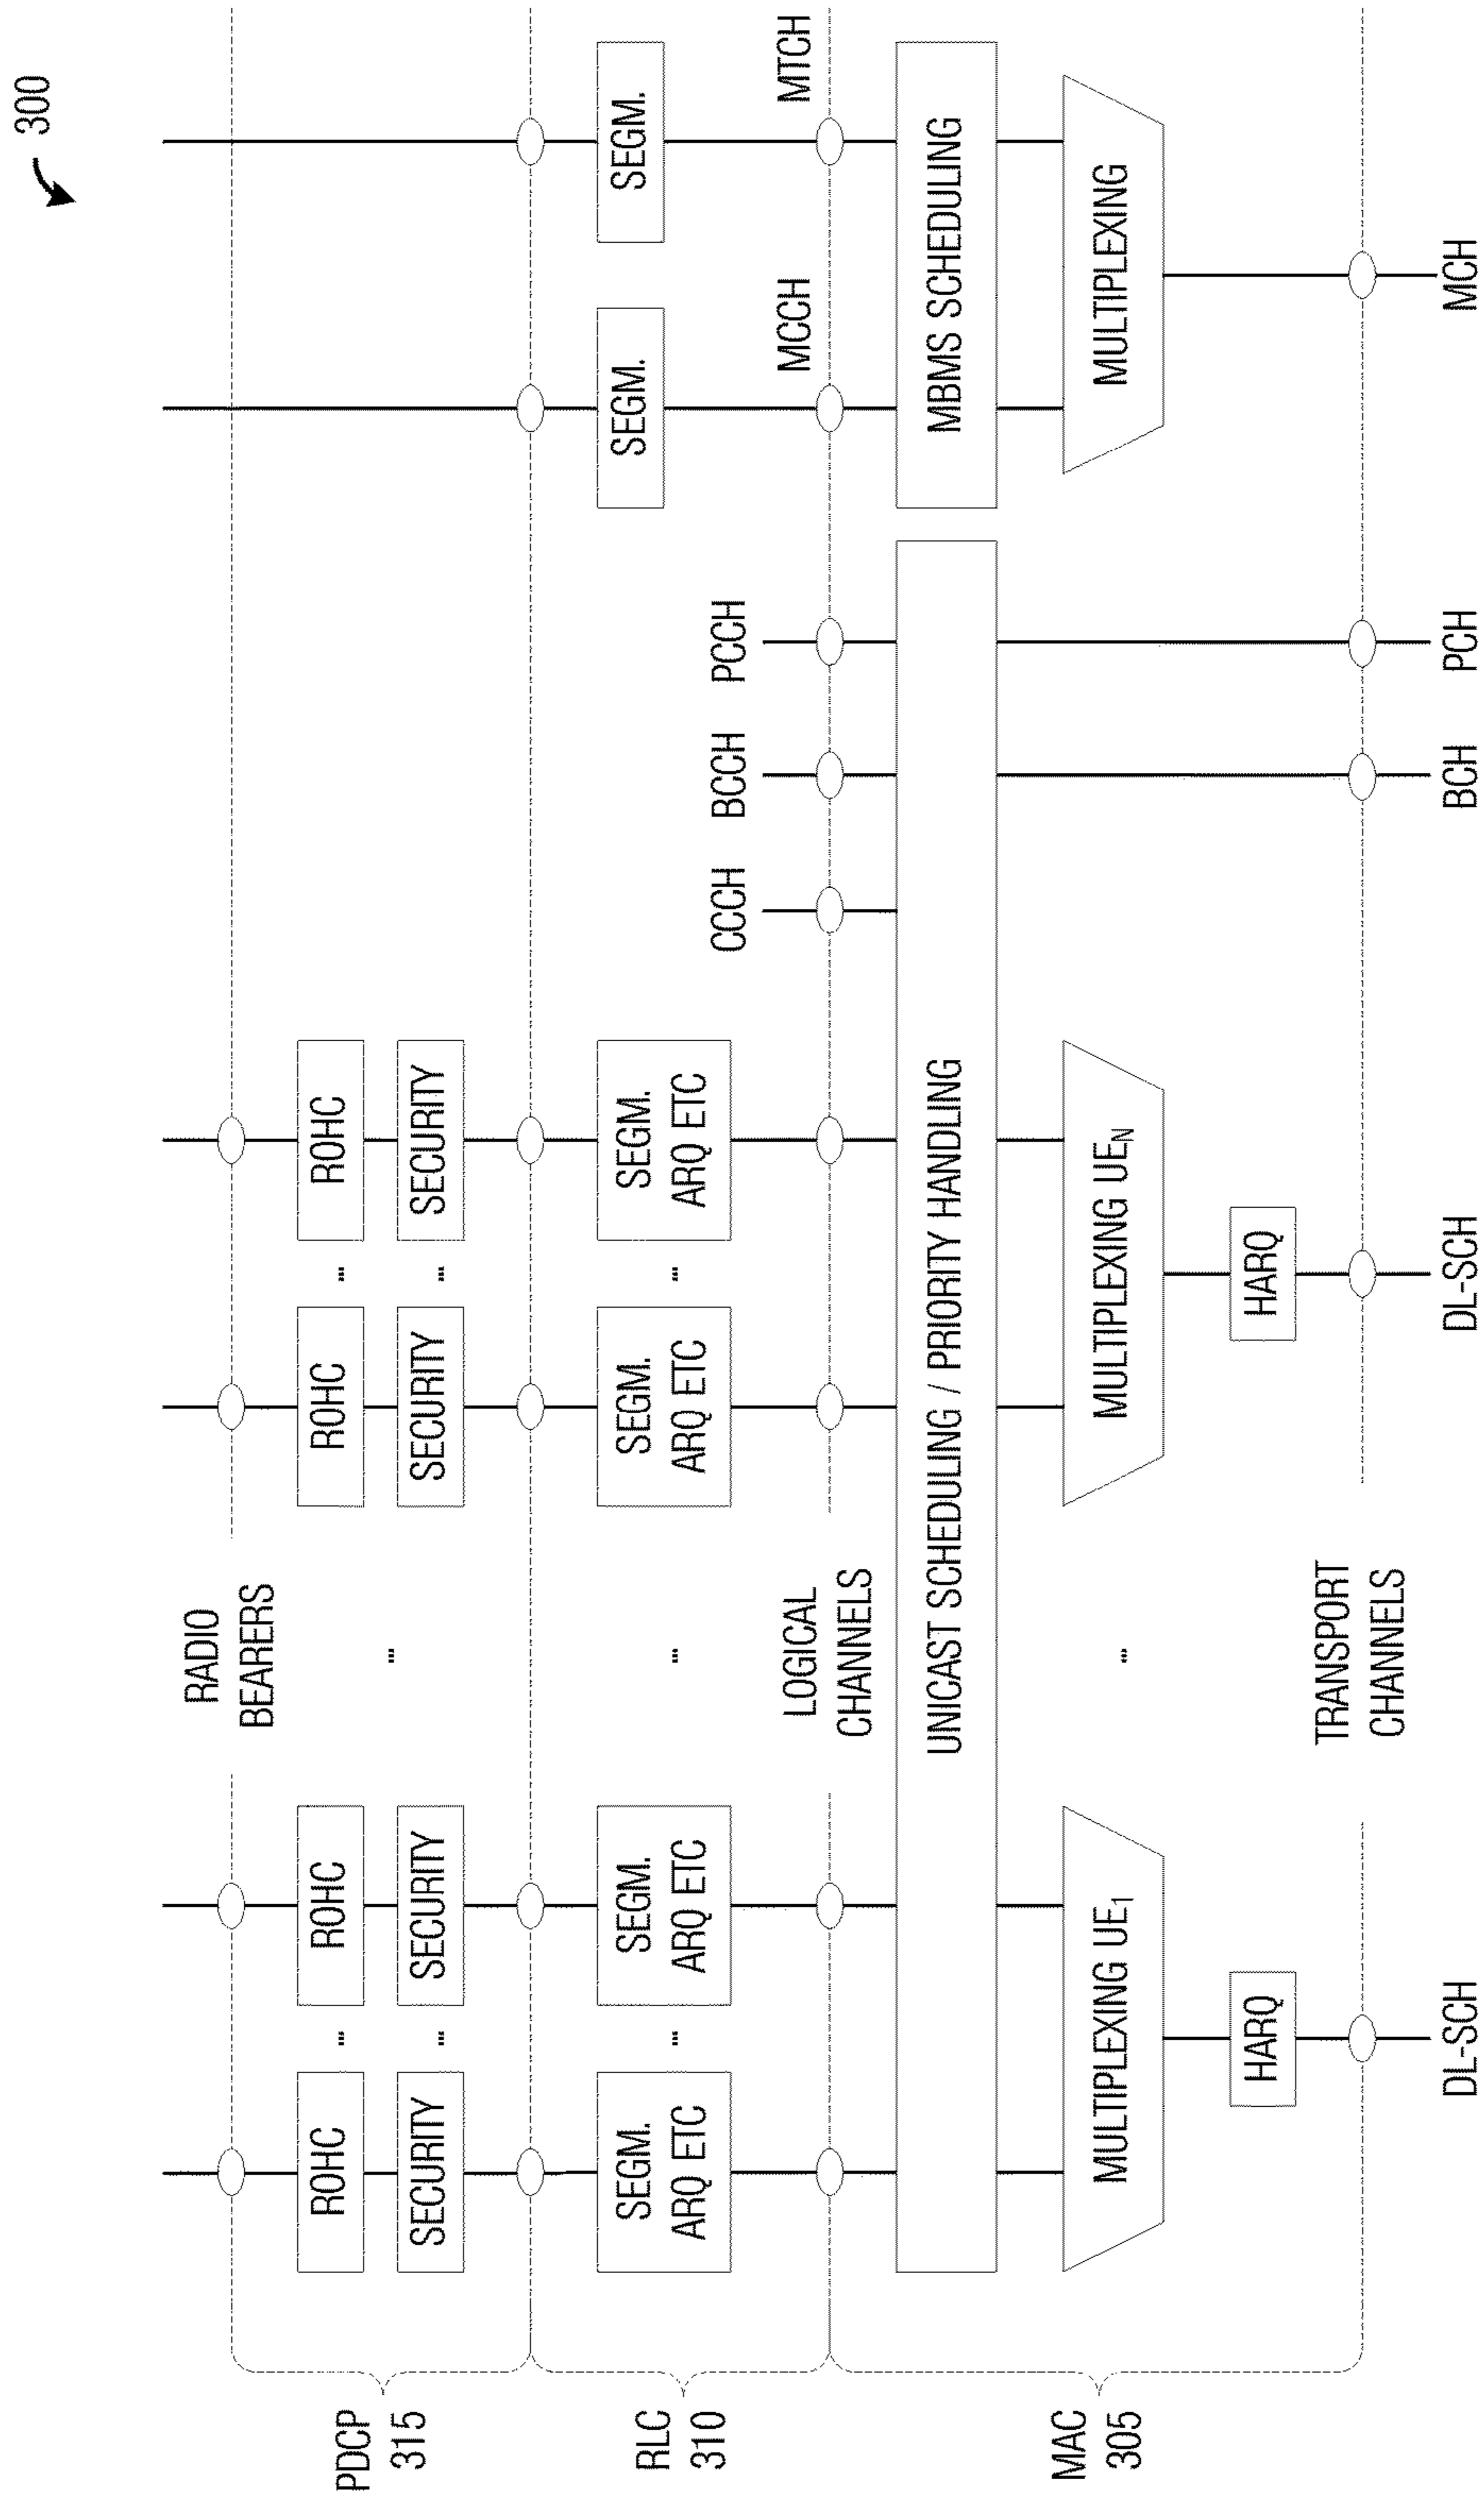 300
RADIO
BEARERS
PDCP
315
ROHC
...
ROHC
...
ROHC
...
ROHC
SECURITY
...
SECURITY
SECURITY
...
SECURITY
RLC
310
SEGM.
ARQ ETC
...
SEGM.
ARQ ETC
...
SEGM.
ARQ ETC
...
SEGM.
ARQ ETC
SEGM.
SEGM.
LOGICAL
CHANNELS
CCCH
BCCH
PCCH
MCCH
MTCH
MAC
305
UNICAST SCHEDULING / PRIORITY HANDLING
MBMS SCHEDULING
MULTIPLEXING UE1
...
MULTIPLEXING UEN
MULTIPLEXING
HARQ
HARQ
TRANSPORT
CHANNELS
DL-SCH
DL-SCH
BCH
PCH
MCH